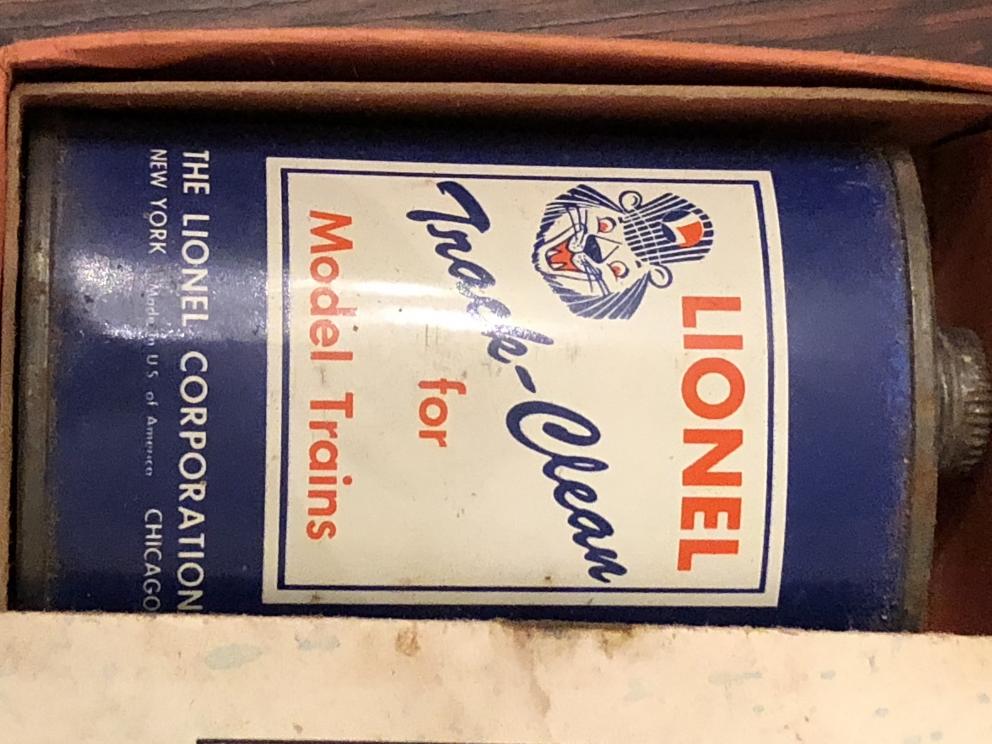 LIONEL
Track-Clean
for
Model Trains
THE LIONEL CORPORATION
NEW YORK Made in U.S. of America CHICAGO